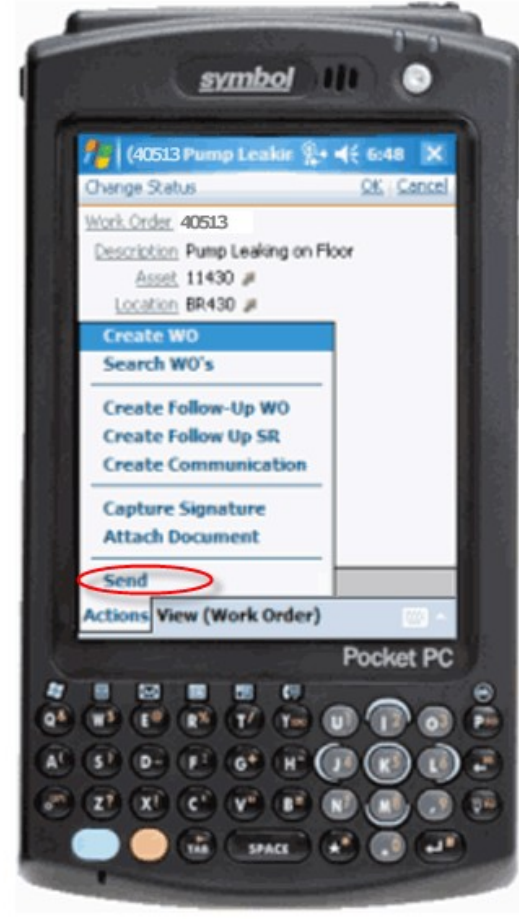 symbol
(40513 Pump Leakir 6:48 X
Change Status OK Cancel
Work Order 40513
Description Pump Leaking on Floor
Asset 11430
Location BR430
Create WO
Search WO's
Create Follow-Up WO
Create Follow Up SR
Create Communication
Capture Signature
Attach Document
Send
Actions View (Work Order)
Pocket PC
Q W E R T Y U I O P
A S D F G H J K L
Z X C V B N M
TAB SPACE